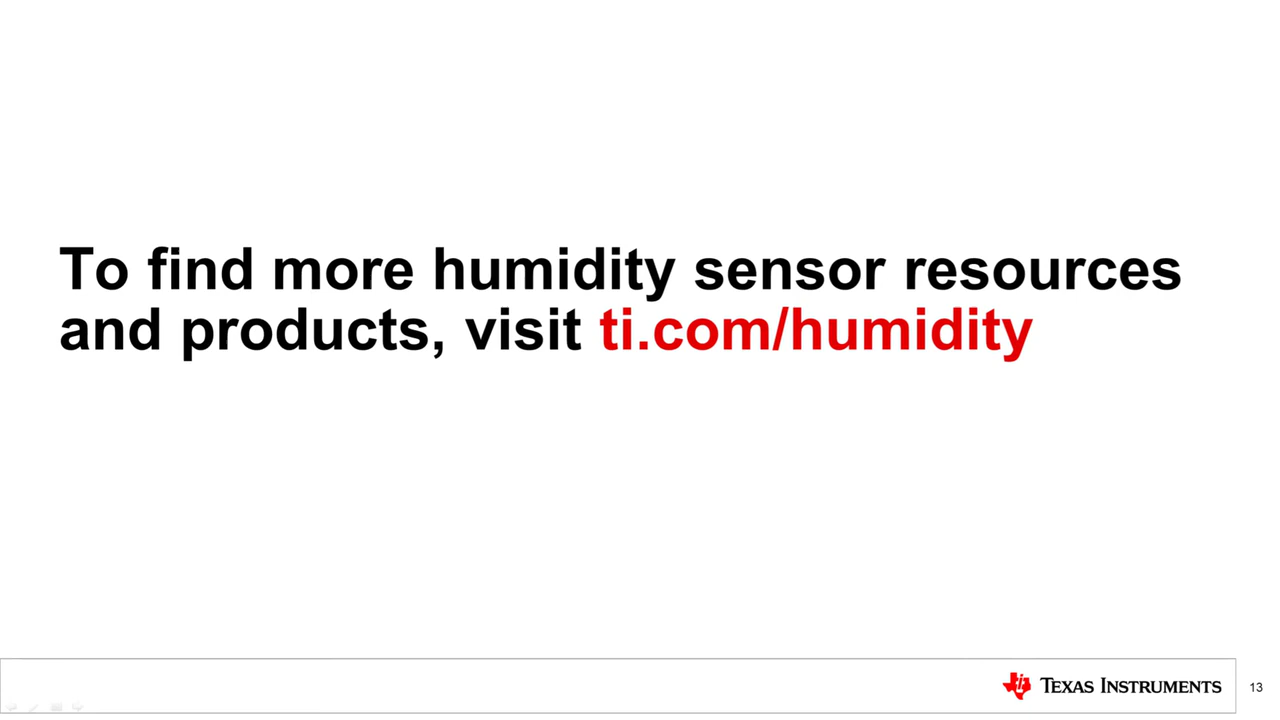 To find more humidity sensor resources
and products, visit ti.com/humidity
TEXAS INSTRUMENTS
13